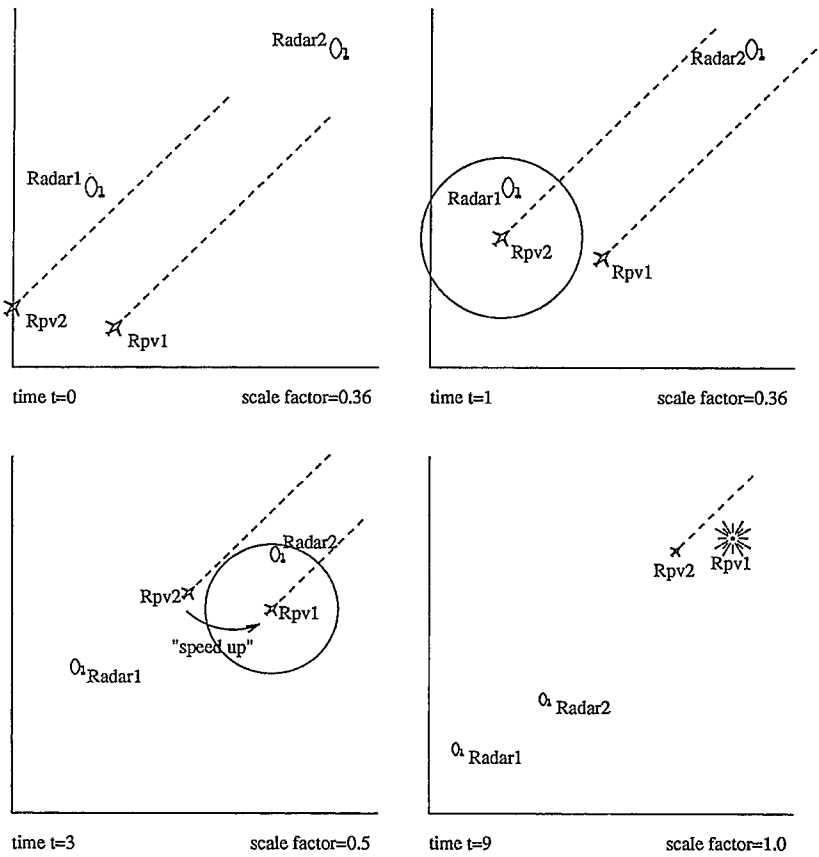 Radar2
Radar1
Rpv2
Rpv1
time t=0 scale factor=0.36
Radar2
Radar1
Rpv2
Rpv1
time t=1 scale factor=0.36
Radar2
Rpv2
Rpv1
"speed up"
Radar1
time t=3 scale factor=0.5
Rpv2
Rpv1
Radar2
Radar1
time t=9 scale factor=1.0